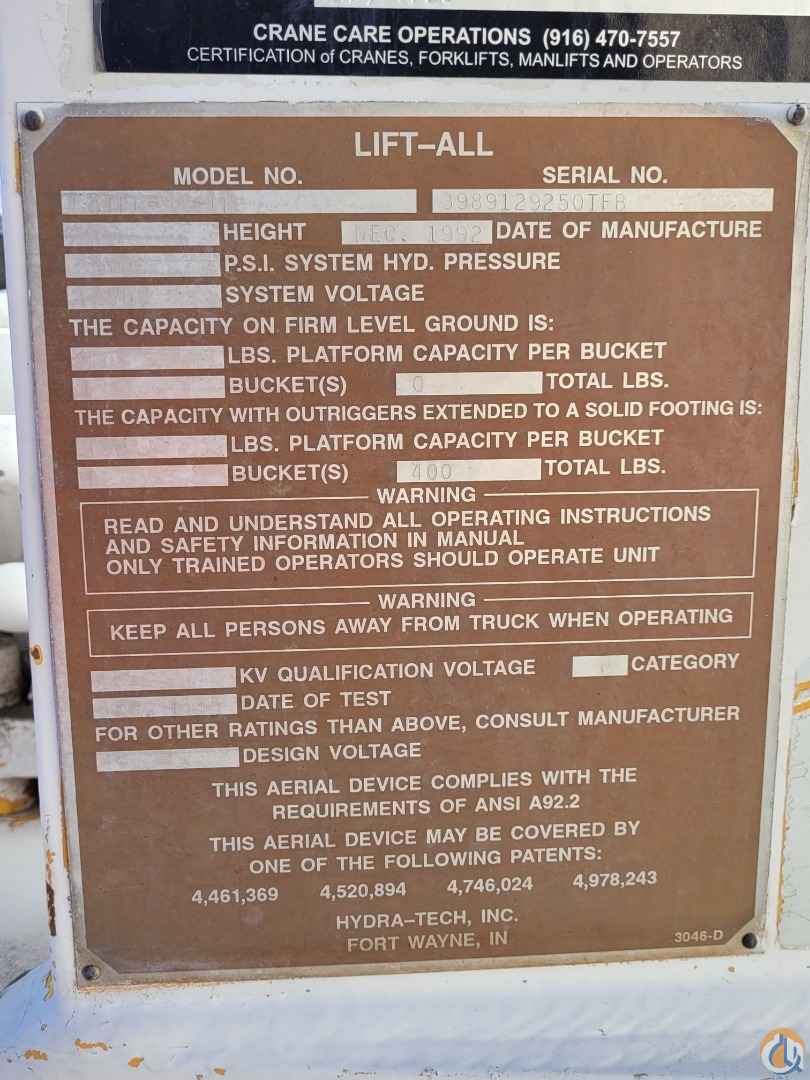 CRANE CARE OPERATIONS (916) 470-7557
CERTIFICATION of CRANES, FORKLIFTS, MANLIFTS AND OPERATORS
LIFT-ALL
MODEL NO. SERIAL NO.
3989129250TFB
HEIGHT DEC. 1992 DATE OF MANUFACTURE
P.S.I. SYSTEM HYD. PRESSURE
SYSTEM VOLTAGE
THE CAPACITY ON FIRM LEVEL GROUND IS:
LBS. PLATFORM CAPACITY PER BUCKET
BUCKET(S) 0 TOTAL LBS.
THE CAPACITY WITH OUTRIGGERS EXTENDED TO A SOLID FOOTING IS:
LBS. PLATFORM CAPACITY PER BUCKET
BUCKET(S) 400 TOTAL LBS.
WARNING
READ AND UNDERSTAND ALL OPERATING INSTRUCTIONS
AND SAFETY INFORMATION IN MANUAL
ONLY TRAINED OPERATORS SHOULD OPERATE UNIT
WARNING
KEEP ALL PERSONS AWAY FROM TRUCK WHEN OPERATING
KV QUALIFICATION VOLTAGE CATEGORY
DATE OF TEST
FOR OTHER RATINGS THAN ABOVE, CONSULT MANUFACTURER
DESIGN VOLTAGE
THIS AERIAL DEVICE COMPLIES WITH THE
REQUIREMENTS OF ANSI A92.2
THIS AERIAL DEVICE MAY BE COVERED BY
ONE OF THE FOLLOWING PATENTS:
4,461,369 4,520,894 4,746,024 4,978,243
HYDRA-TECH, INC.
FORT WAYNE, IN
3046-D